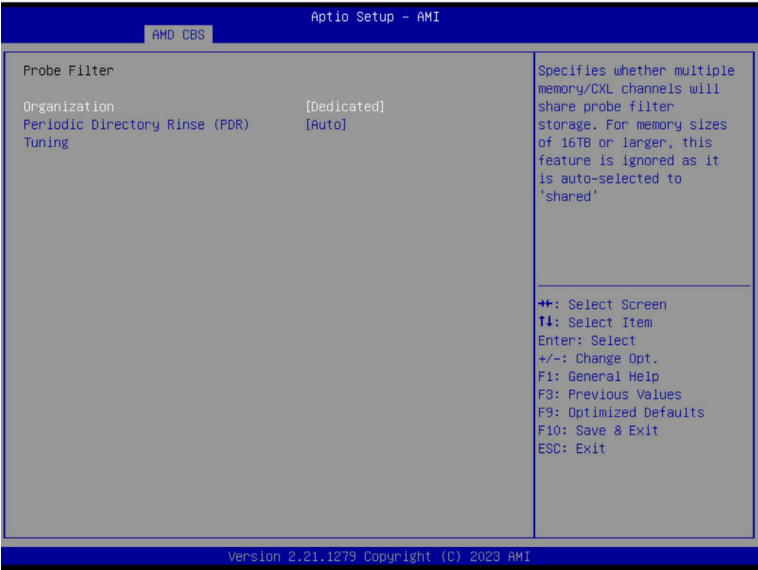 Aptio Setup – AMI
AMD CBS
Probe Filter
Organization [Dedicated]
Periodic Directory Rinse (PDR) [Auto]
Tuning
Specifies whether multiple
memory/CXL channels will
share probe filter
storage. For memory sizes
of 16TB or larger, this
feature is ignored as it
is auto-selected to
'shared'
→←: Select Screen
↑↓: Select Item
Enter: Select
+/-: Change Opt.
F1: General Help
F3: Previous Values
F9: Optimized Defaults
F10: Save & Exit
ESC: Exit
Version 2.21.1279 Copyright (C) 2023 AMI